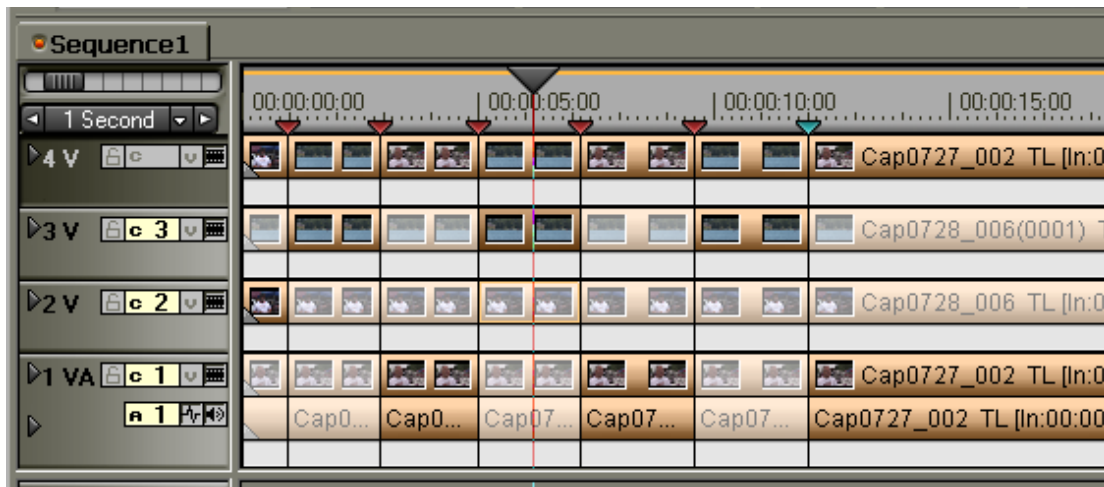 Sequence1
00:00:00:00 00:00:05:00 00:00:10:00 00:00:15:00
1 Second
4 V c v Cap0727_002 TL [In:0
3 V c 3 v Cap0728_006(0001) T
2 V c 2 v Cap0728_006 TL [In:0
1 VA c 1 v Cap0727_002 TL [In:0
A 1 Cap0... Cap0... Cap07... Cap07... Cap07... Cap0727_002 TL [In:00:00